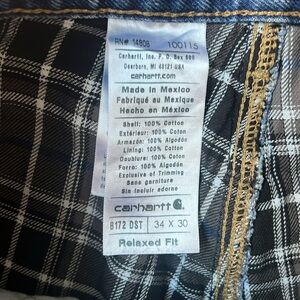 RN# 14806 100115
Carhartt, Inc. P. O. Box 600
Dearborn, MI 48121 USA
carhartt.com
Made in Mexico
Fabriqué au Mexique
Hecho en México
Shell: 100% Cotton
Extérieur: 100% Coton
Armazón: 100% Algodón
Lining: 100% Cotton
Doublure: 100% Coton
Forro: 100% Algodón
Exclusive of Trimming
Sans garniture
Sin incluir adorne
carhartt
B172 DST 34 X 30
Relaxed Fit